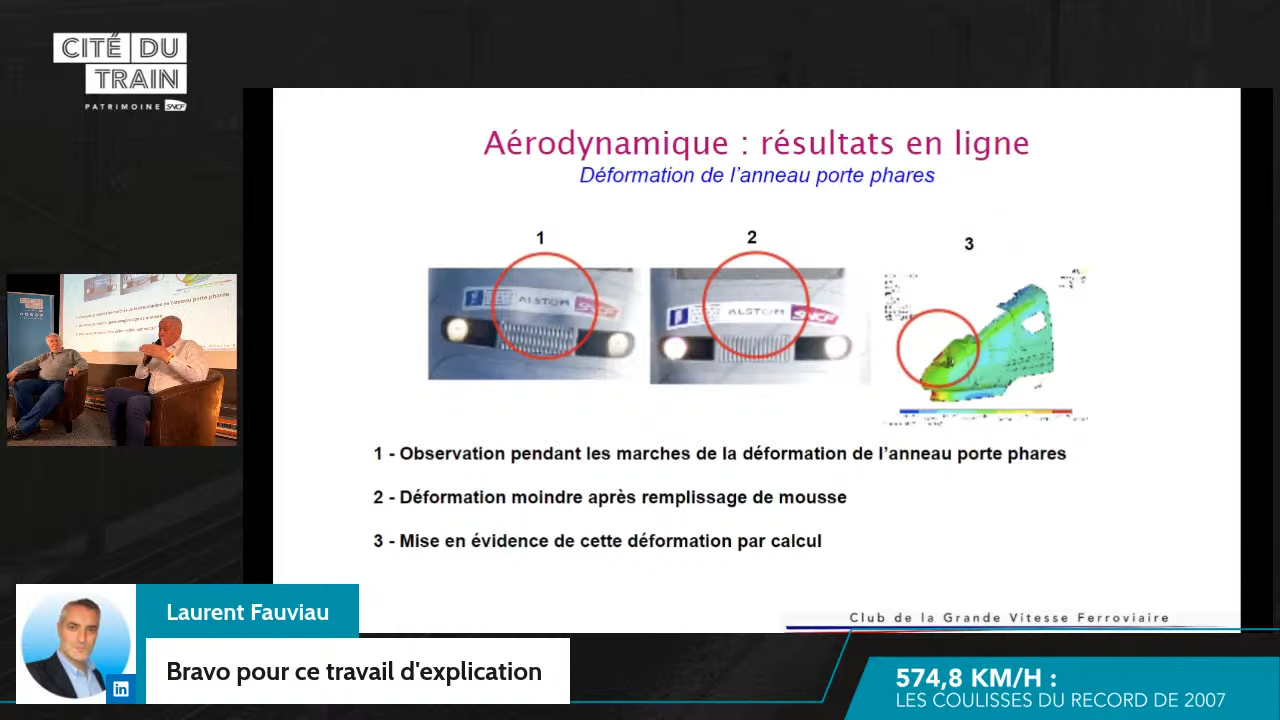 CITÉ DU
TRAIN
PATRIMOINE SNCF
Aérodynamique : résultats en ligne
Déformation de l’anneau porte phares
1
2
3
ALSTOM SNCF
ALSTOM SNCF
1 - Observation pendant les marches de la déformation de l’anneau porte phares
2 - Déformation moindre après remplissage de mousse
3 - Mise en évidence de cette déformation par calcul
Club de la Grande Vitesse Ferroviaire
Laurent Fauviau
Bravo pour ce travail d'explication
in
574,8 KM/H :
LES COULISSES DU RECORD DE 2007